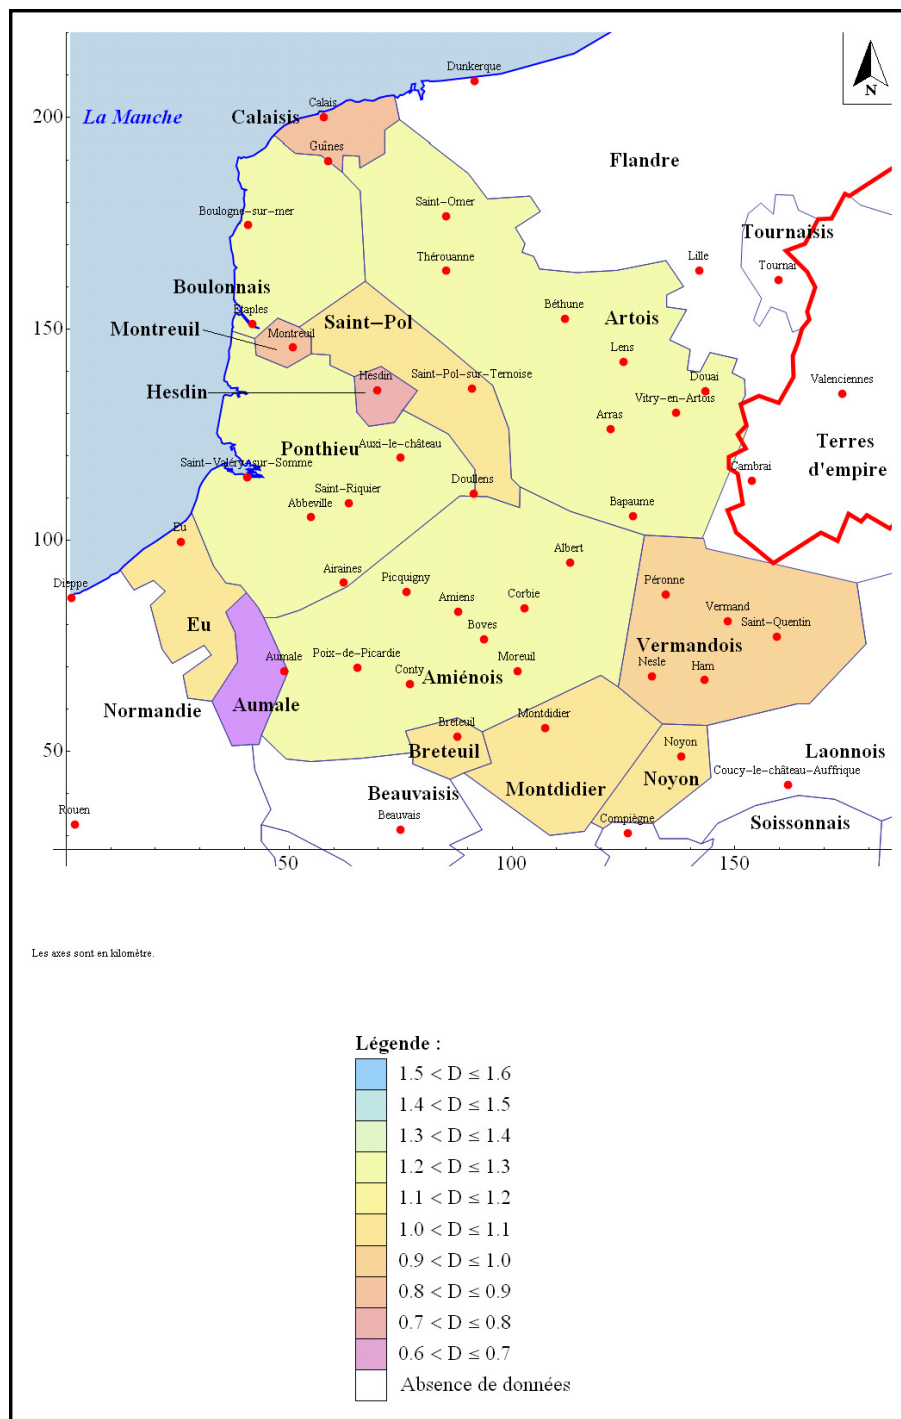 Dunkerque
N
200
Calais
La Manche
Calaisis
Guînes
Flandre
Saint-Omer
Boulogne-sur-mer
Tournaisis
Thérouanne
Lille
Tournai
Boulonnais
Étaples
Béthune
Artois
150
Montreuil
Montreuil
Saint-Pol
Lens
Hesdin
Hesdin
Saint-Pol-sur-Ternoise
Douai
Valenciennes
Vitry-en-Artois
Arras
Ponthieu
Auxi-le-château
Terres
d'empire
Saint-Valéry-sur-Somme
Cambrai
Doullens
Saint-Riquier
Abbeville
Bapaume
100
Eu
Albert
Dieppe
Airaines
Picquigny
Péronne
Amiens
Corbie
Vermand
Eu
Boves
Saint-Quentin
Vermandois
Aumale
Poix-de-Picardie
Conty
Moreuil
Nesle
Ham
Amiénois
Normandie
Aumale
Breteuil
Montdidier
50
Breteuil
Noyon
Laonnois
Noyon
Coucy-le-château-Auffrique
Beauvaisis
Montdidier
Rouen
Beauvais
Compiègne
Soissonnais
50
100
150
Les axes sont en kilomètre.
Légende :
1.5 < D ≤ 1.6
1.4 < D ≤ 1.5
1.3 < D ≤ 1.4
1.2 < D ≤ 1.3
1.1 < D ≤ 1.2
1.0 < D ≤ 1.1
0.9 < D ≤ 1.0
0.8 < D ≤ 0.9
0.7 < D ≤ 0.8
0.6 < D ≤ 0.7
Absence de données